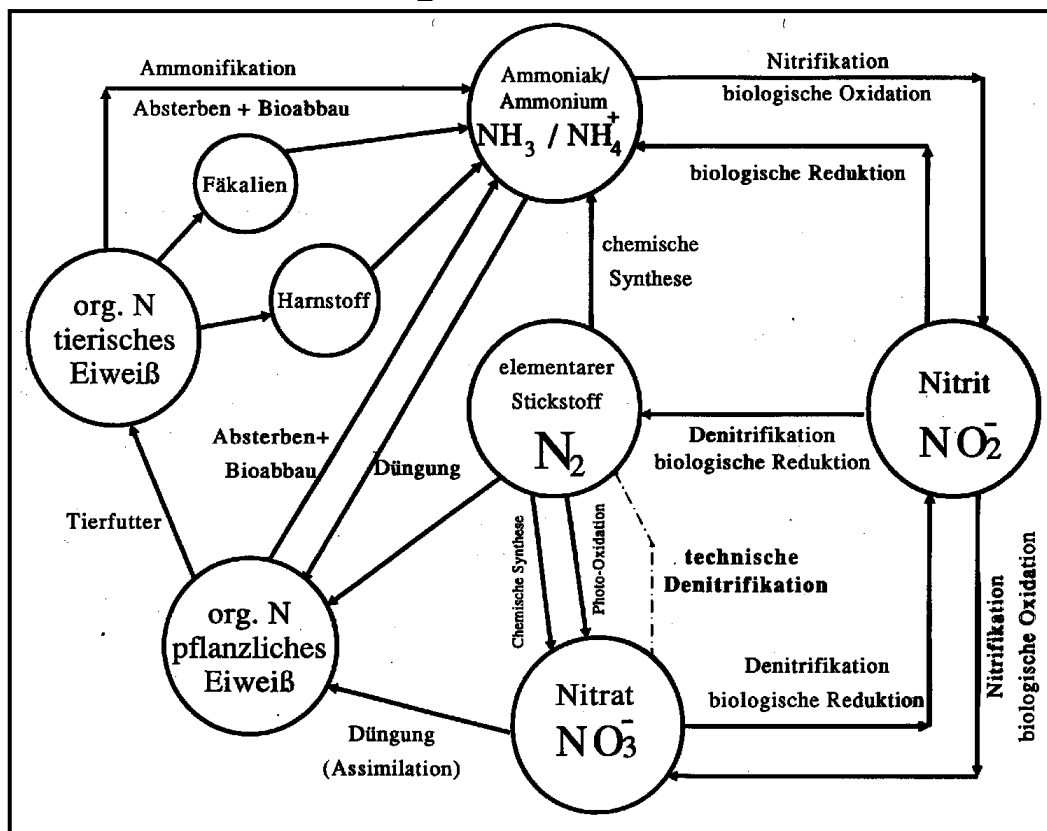 Ammonifikation
Absterben + Bioabbau
Ammoniak/
Ammonium
NH₃ / NH₄⁺
Nitrifikation
biologische Oxidation
biologische Reduktion
Fäkalien
Harnstoff
chemische
Synthese
org. N
tierisches
Eiweiß
elementarer
Stickstoff
N₂
Nitrit
NO₂⁻
Denitrifikation
biologische Reduktion
Absterben+
Bioabbau
Düngung
Tierfutter
Chemische Synthese
Photo-Oxidation
technische
Denitrifikation
Nitrifikation
biologische Oxidation
org. N
pflanzliches
Eiweiß
Nitrat
NO₃⁻
Denitrifikation
biologische Reduktion
Düngung
(Assimilation)